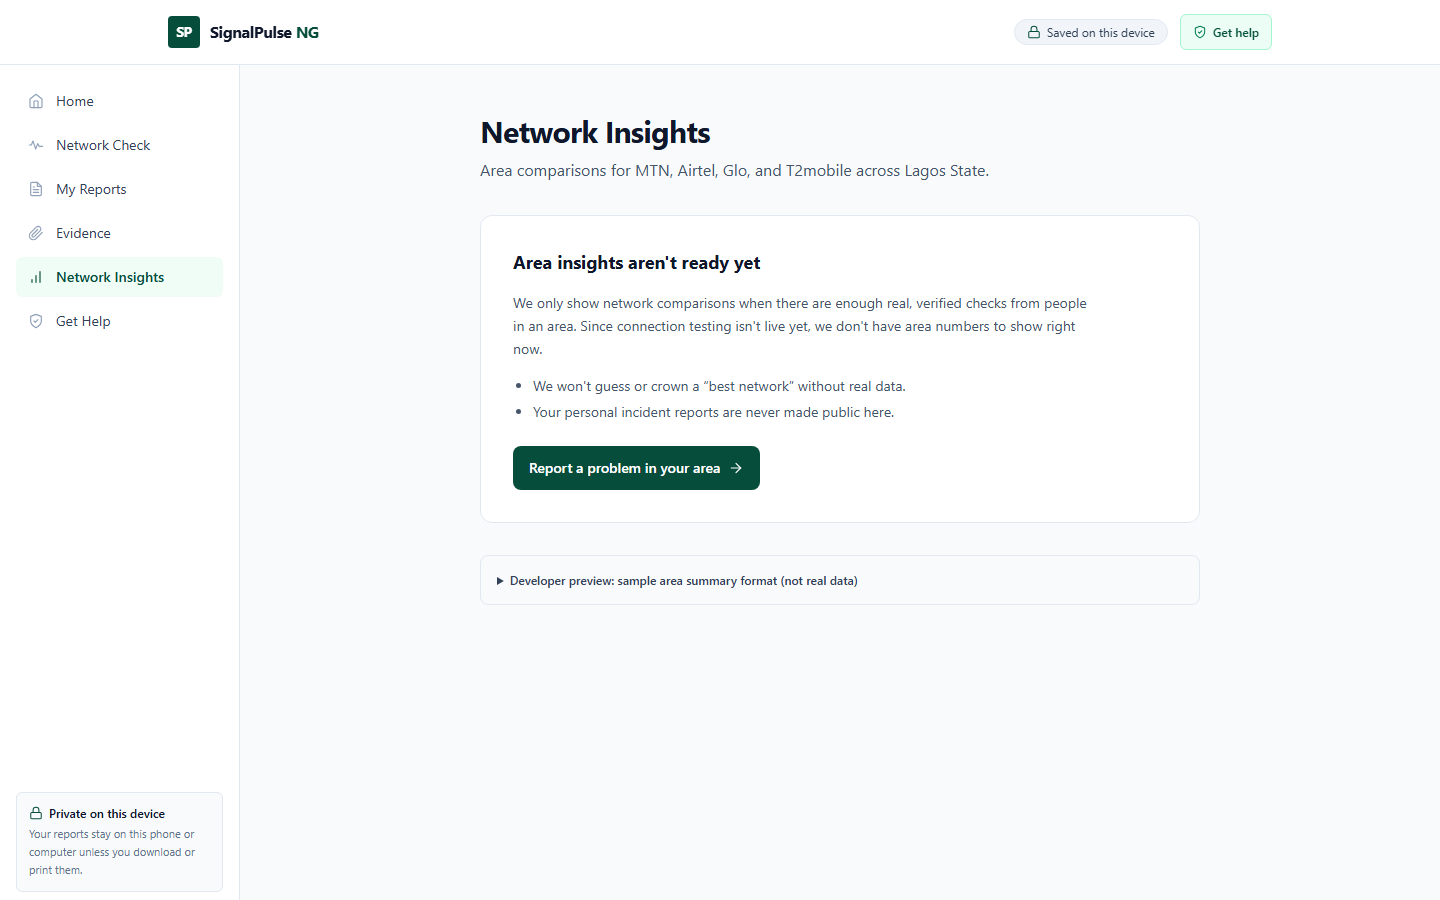 SP
SignalPulse NG
Saved on this device
Get help
Home
Network Check
My Reports
Evidence
Network Insights
Get Help
Private on this device
Your reports stay on this phone or
computer unless you download or
print them.
Network Insights
Area comparisons for MTN, Airtel, Glo, and T2mobile across Lagos State.
Area insights aren't ready yet
We only show network comparisons when there are enough real, verified checks from people
in an area. Since connection testing isn't live yet, we don't have area numbers to show right
now.
• We won't guess or crown a “best network” without real data.
• Your personal incident reports are never made public here.
Report a problem in your area →
Developer preview: sample area summary format (not real data)